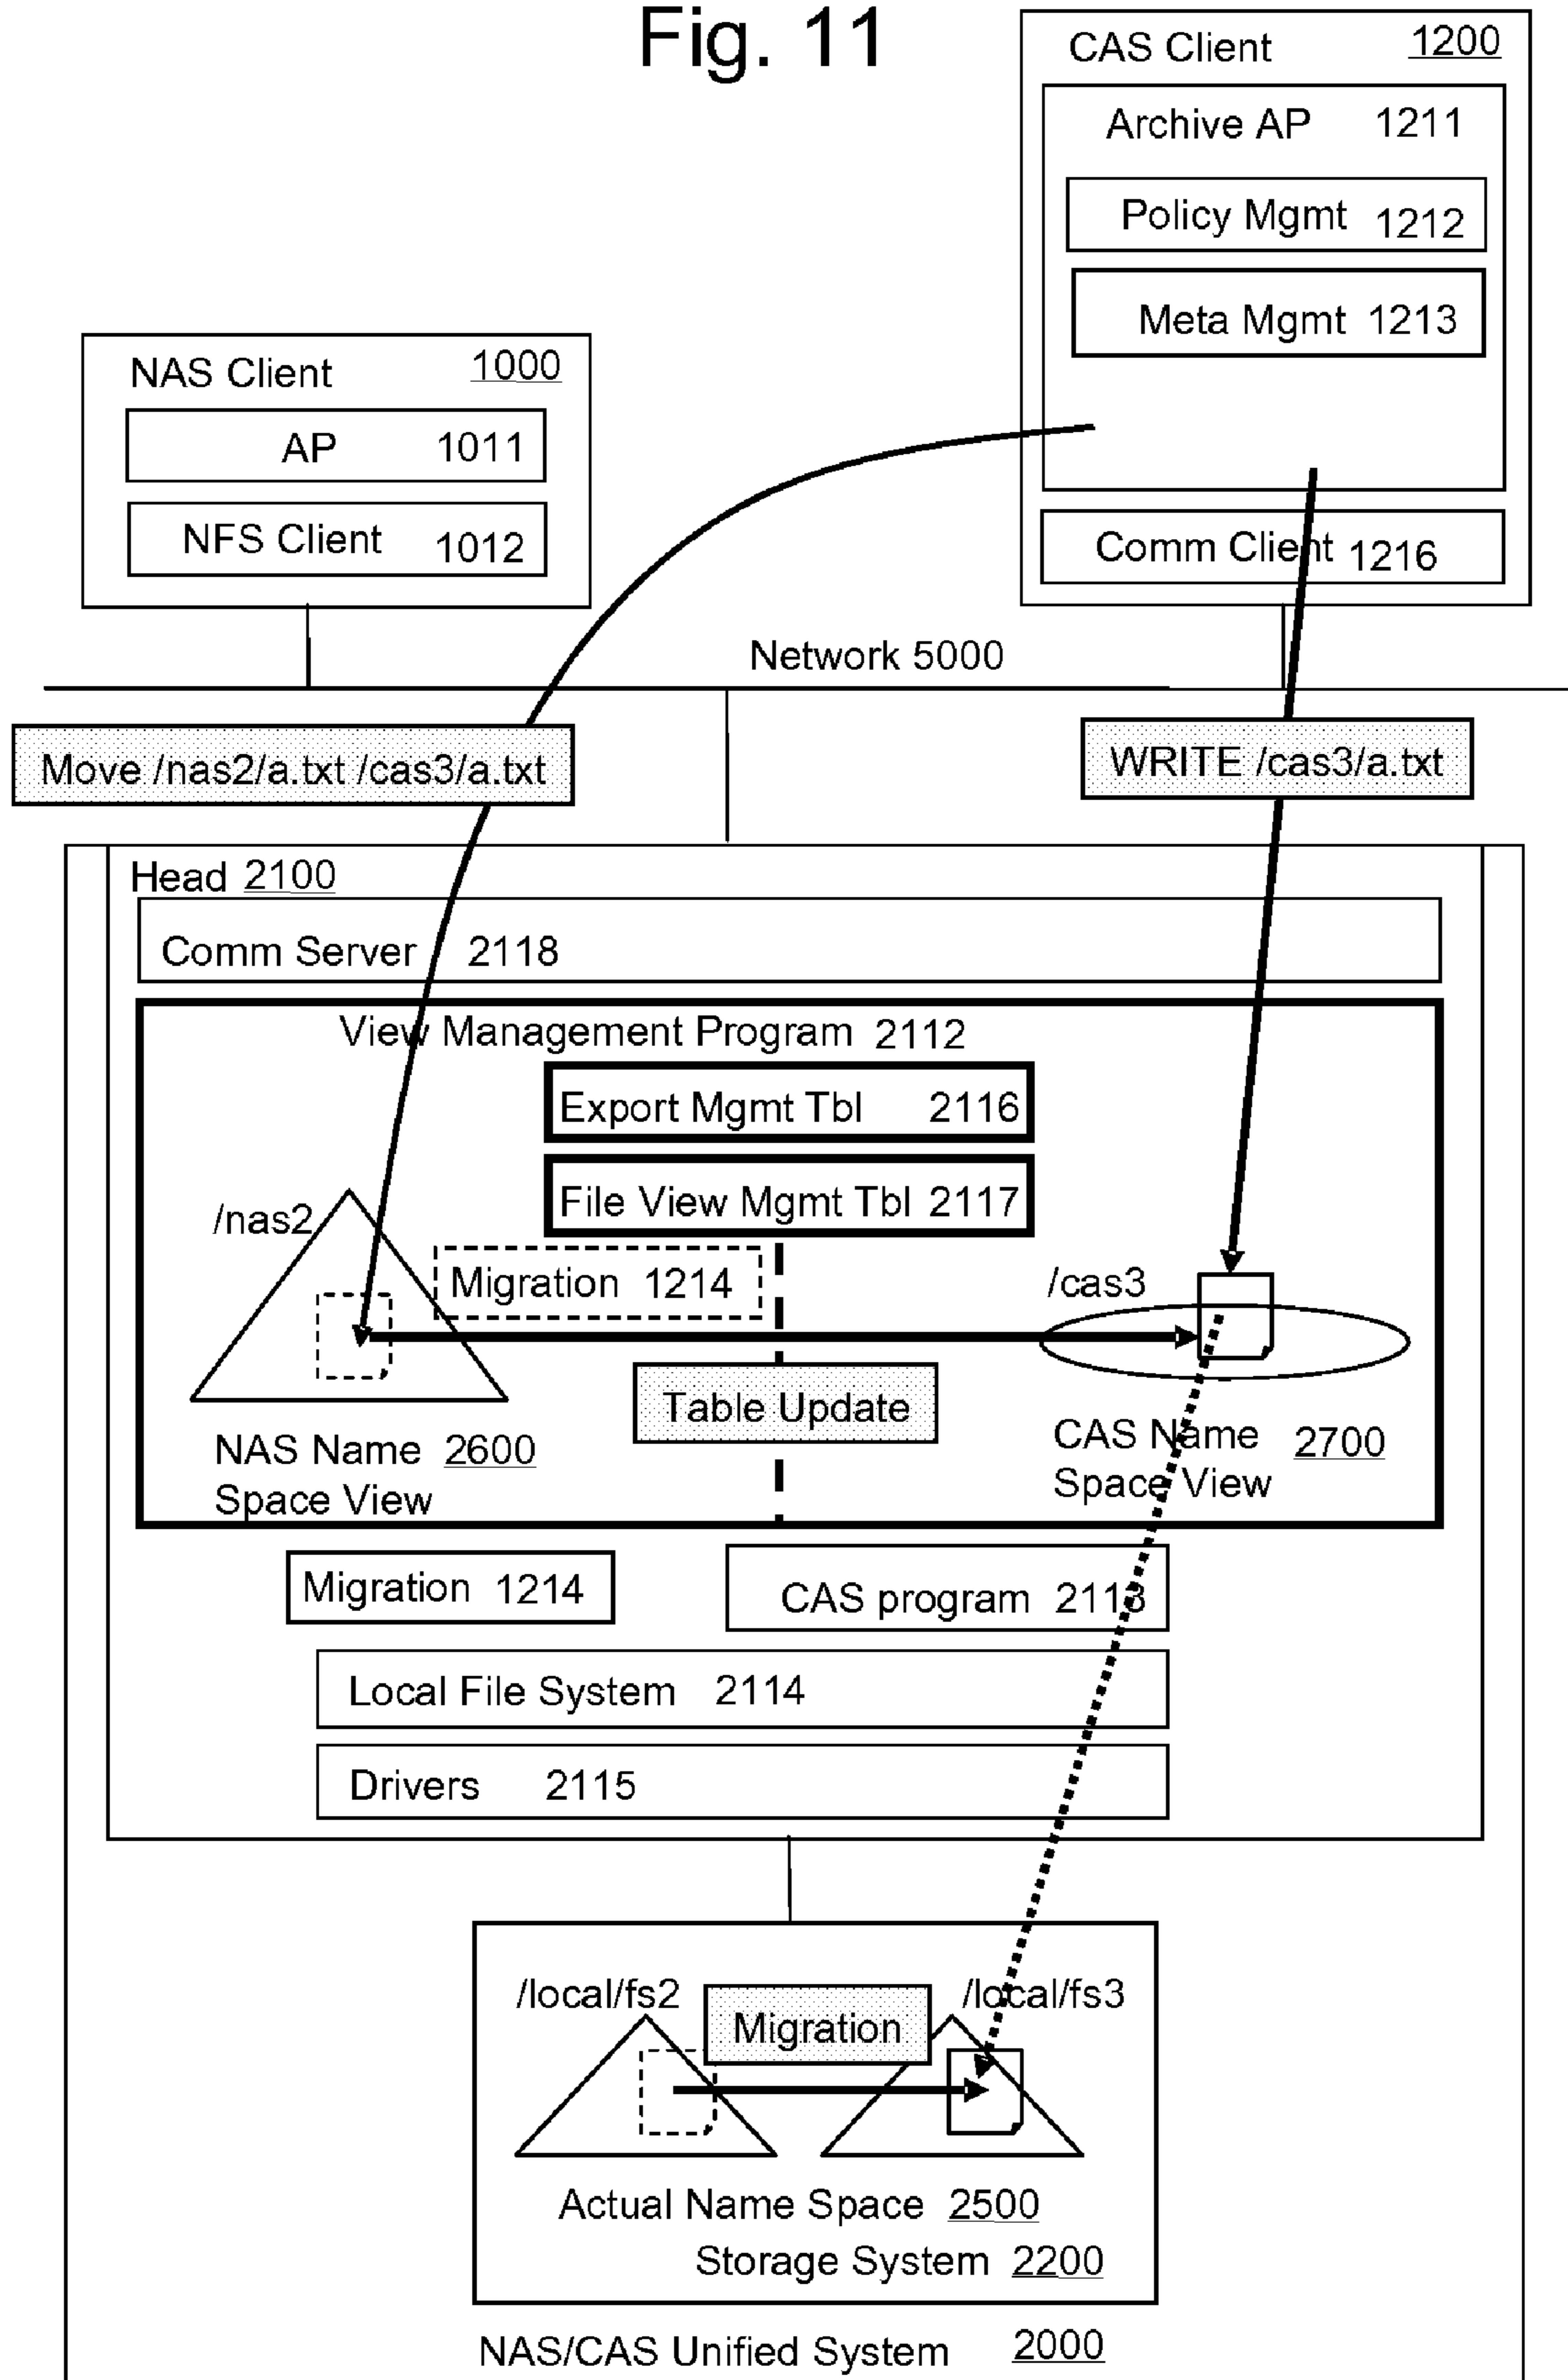 Fig. 11
CAS Client 1200
Archive AP 1211
Policy Mgmt 1212
Meta Mgmt 1213
Comm Client 1216
NAS Client 1000
AP 1011
NFS Client 1012
Network 5000
Move /nas2/a.txt /cas3/a.txt
WRITE /cas3/a.txt
Head 2100
Comm Server 2118
View Management Program 2112
Export Mgmt Tbl 2116
File View Mgmt Tbl 2117
/nas2
Migration 1214
/cas3
Table Update
NAS Name 2600
Space View
CAS Name 2700
Space View
Migration 1214
CAS program 2113
Local File System 2114
Drivers 2115
/local/fs2
Migration
/local/fs3
Actual Name Space 2500
Storage System 2200
NAS/CAS Unified System 2000